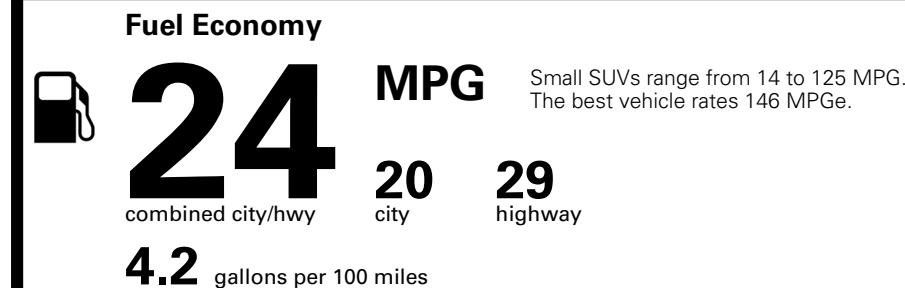 Fuel Economy
24 MPG
Small SUVs range from 14 to 125 MPG.
The best vehicle rates 146 MPGe.
combined city/hwy
20
city
29
highway
4.2 gallons per 100 miles